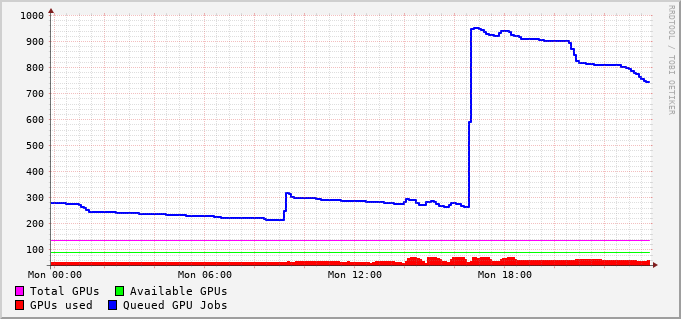 1000
900
800
700
600
500
400
300
200
100
Mon 00:00 Mon 06:00 Mon 12:00 Mon 18:00
Total GPUs Available GPUs
GPUs used Queued GPU Jobs
RRDTOOL / TOBI OETIKER